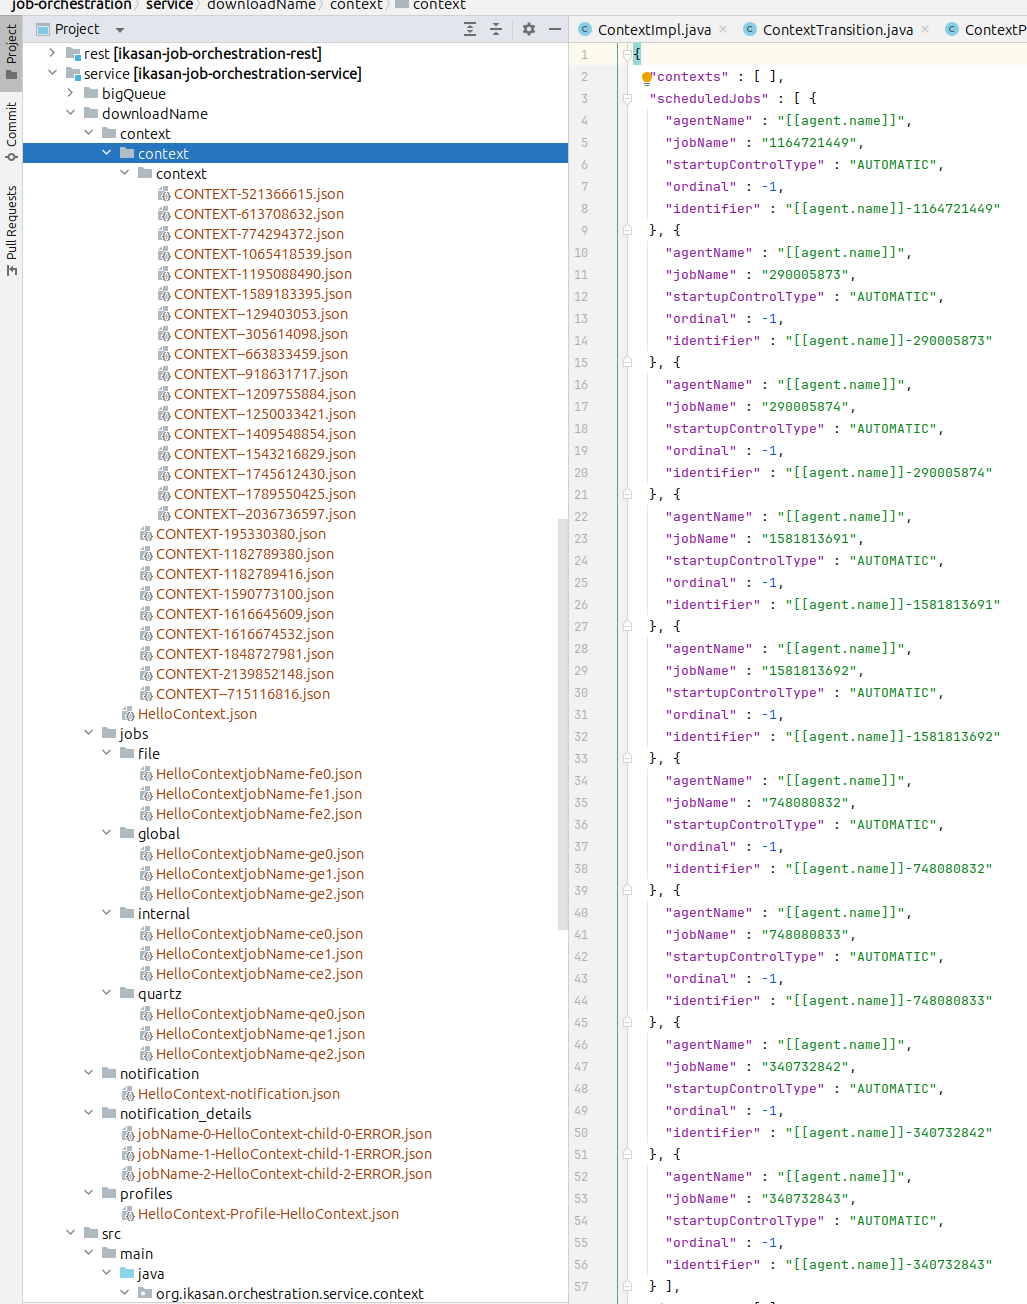 job-orchestration › service › downloadName › context › context
Project
Commit
Pull Requests
Project
rest [ikasan-job-orchestration-rest]
service [ikasan-job-orchestration-service]
bigQueue
downloadName
context
context
context
CONTEXT-521366615.json
CONTEXT-613708632.json
CONTEXT-774294372.json
CONTEXT-1065418539.json
CONTEXT-1195088490.json
CONTEXT-1589183395.json
CONTEXT--129403053.json
CONTEXT--305614098.json
CONTEXT--663833459.json
CONTEXT--918631717.json
CONTEXT--1209755884.json
CONTEXT--1250033421.json
CONTEXT--1409548854.json
CONTEXT--1543216829.json
CONTEXT--1745612430.json
CONTEXT--1789550425.json
CONTEXT--2036736597.json
CONTEXT-195330380.json
CONTEXT-1182789380.json
CONTEXT-1182789416.json
CONTEXT-1590773100.json
CONTEXT-1616645609.json
CONTEXT-1616674532.json
CONTEXT-1848727981.json
CONTEXT-2139852148.json
CONTEXT--715116816.json
HelloContext.json
jobs
file
HelloContextjobName-fe0.json
HelloContextjobName-fe1.json
HelloContextjobName-fe2.json
global
HelloContextjobName-ge0.json
HelloContextjobName-ge1.json
HelloContextjobName-ge2.json
internal
HelloContextjobName-ce0.json
HelloContextjobName-ce1.json
HelloContextjobName-ce2.json
quartz
HelloContextjobName-qe0.json
HelloContextjobName-qe1.json
HelloContextjobName-qe2.json
notification
HelloContext-notification.json
notification_details
jobName-0-HelloContext-child-0-ERROR.json
jobName-1-HelloContext-child-1-ERROR.json
jobName-2-HelloContext-child-2-ERROR.json
profiles
HelloContext-Profile-HelloContext.json
src
main
java
org.ikasan.orchestration.service.context
ContextImpl.java ContextTransition.java ContextP
1 {
2 "contexts" : [ ],
3 "scheduledJobs" : [ {
4 "agentName" : "[[agent.name]]",
5 "jobName" : "1164721449",
6 "startupControlType" : "AUTOMATIC",
7 "ordinal" : -1,
8 "identifier" : "[[agent.name]]-1164721449"
9 }, {
10 "agentName" : "[[agent.name]]",
11 "jobName" : "290005873",
12 "startupControlType" : "AUTOMATIC",
13 "ordinal" : -1,
14 "identifier" : "[[agent.name]]-290005873"
15 }, {
16 "agentName" : "[[agent.name]]",
17 "jobName" : "290005874",
18 "startupControlType" : "AUTOMATIC",
19 "ordinal" : -1,
20 "identifier" : "[[agent.name]]-290005874"
21 }, {
22 "agentName" : "[[agent.name]]",
23 "jobName" : "1581813691",
24 "startupControlType" : "AUTOMATIC",
25 "ordinal" : -1,
26 "identifier" : "[[agent.name]]-1581813691"
27 }, {
28 "agentName" : "[[agent.name]]",
29 "jobName" : "1581813692",
30 "startupControlType" : "AUTOMATIC",
31 "ordinal" : -1,
32 "identifier" : "[[agent.name]]-1581813692"
33 }, {
34 "agentName" : "[[agent.name]]",
35 "jobName" : "748080832",
36 "startupControlType" : "AUTOMATIC",
37 "ordinal" : -1,
38 "identifier" : "[[agent.name]]-748080832"
39 }, {
40 "agentName" : "[[agent.name]]",
41 "jobName" : "748080833",
42 "startupControlType" : "AUTOMATIC",
43 "ordinal" : -1,
44 "identifier" : "[[agent.name]]-748080833"
45 }, {
46 "agentName" : "[[agent.name]]",
47 "jobName" : "340732842",
48 "startupControlType" : "AUTOMATIC",
49 "ordinal" : -1,
50 "identifier" : "[[agent.name]]-340732842"
51 }, {
52 "agentName" : "[[agent.name]]",
53 "jobName" : "340732843",
54 "startupControlType" : "AUTOMATIC",
55 "ordinal" : -1,
56 "identifier" : "[[agent.name]]-340732843"
57 } ],